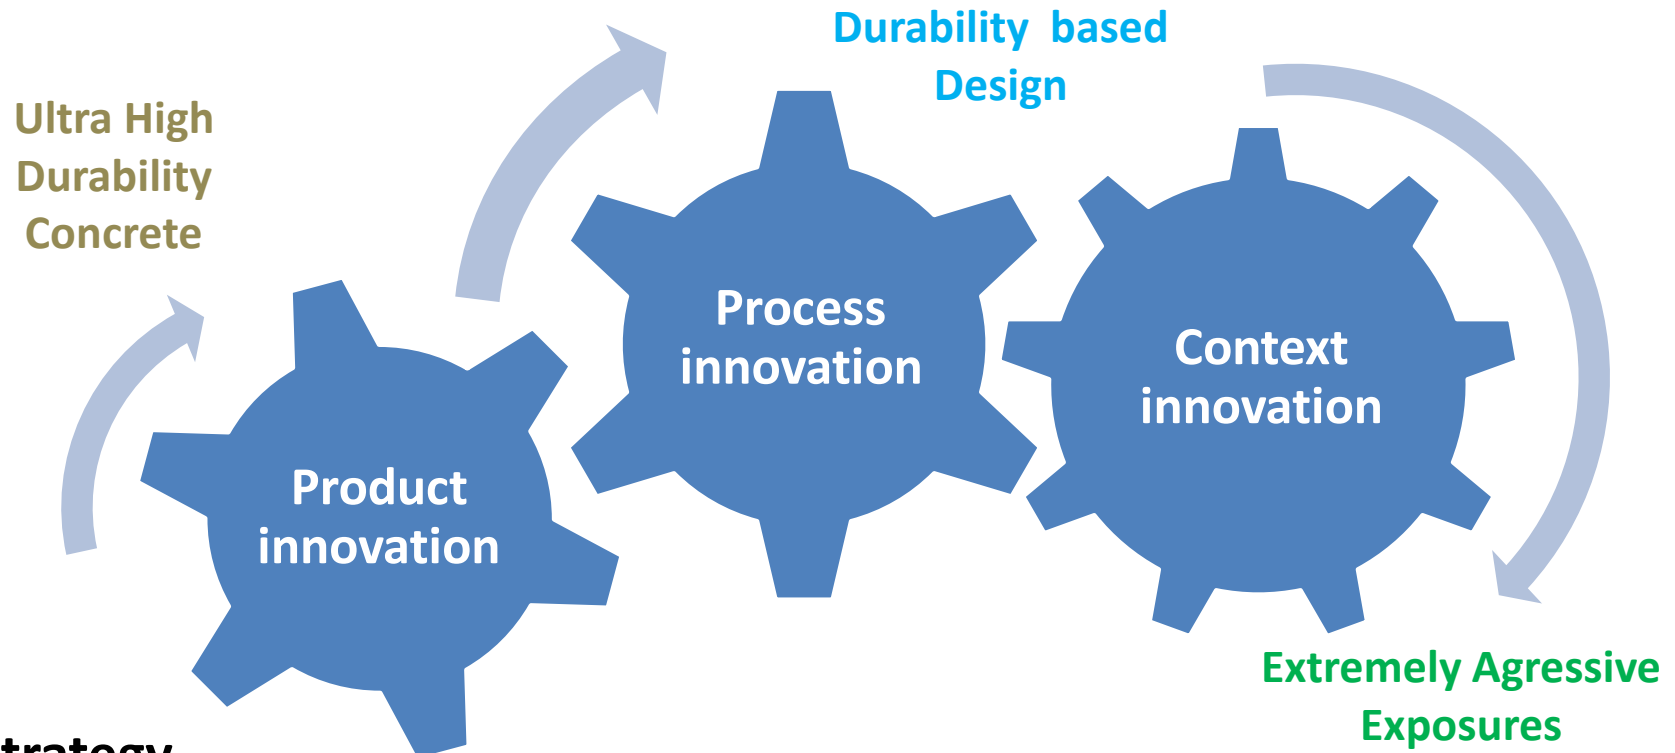 Ultra High
Durability
Concrete
Durability based
Design
Process
innovation
Context
innovation
Product
innovation
Extremely Agressive
Exposures